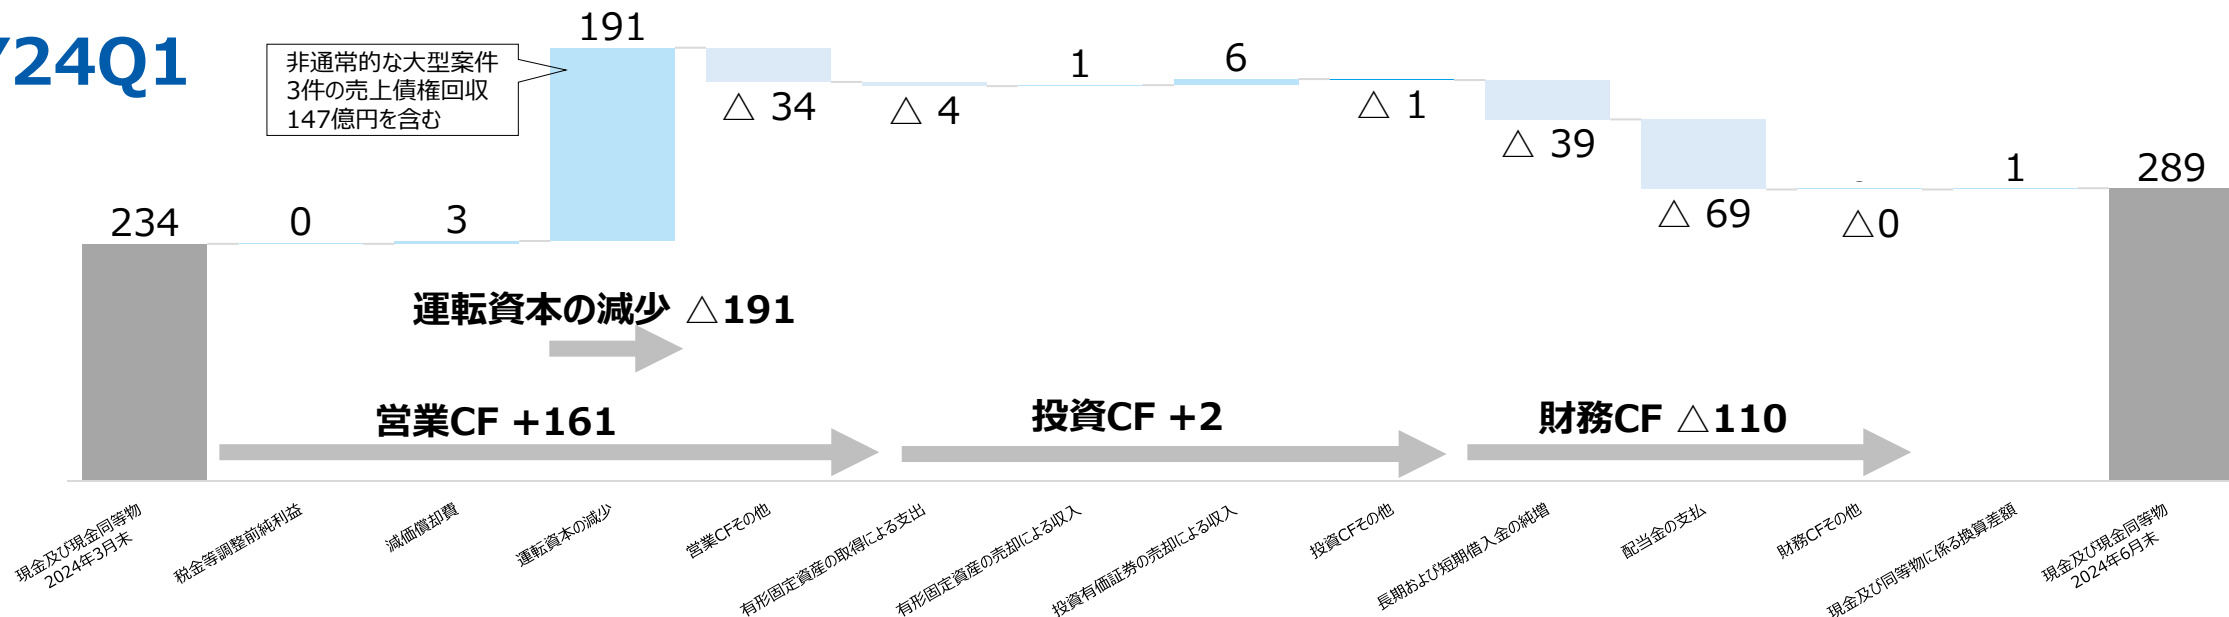 Y24Q1
非通常的な大型案件
3件の売上債権回収
147億円を含む
234
0
3
191
△ 34
△ 4
1
6
△ 1
△ 39
△ 69
△0
1
289
運転資本の減少 △191
営業CF +161
投資CF +2
財務CF △110
現金及び現金同等物
2024年3月末
税金等調整前純利益
減価償却費
運転資本の減少
営業CFその他
有形固定資産の取得による支出
有形固定資産の売却による収入
投資有価証券の売却による収入
投資CFその他
長期および短期借入金の純増
配当金の支払
財務CFその他
現金及び同等物に係る換算差額
現金及び現金同等物
2024年6月末